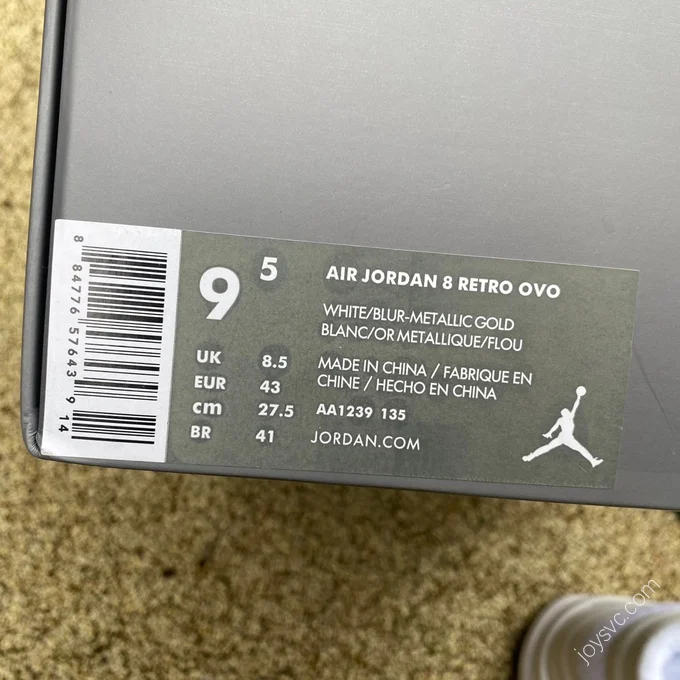 8 84776 57643 9 14
9 5
AIR JORDAN 8 RETRO OVO
WHITE/BLUR-METALLIC GOLD
BLANC/OR METALLIQUE/FLOU
UK 8.5
EUR 43
cm 27.5
BR 41
MADE IN CHINA / FABRIQUE EN
CHINE / HECHO EN CHINA
AA1239 135
JORDAN.COM
joysvc.com